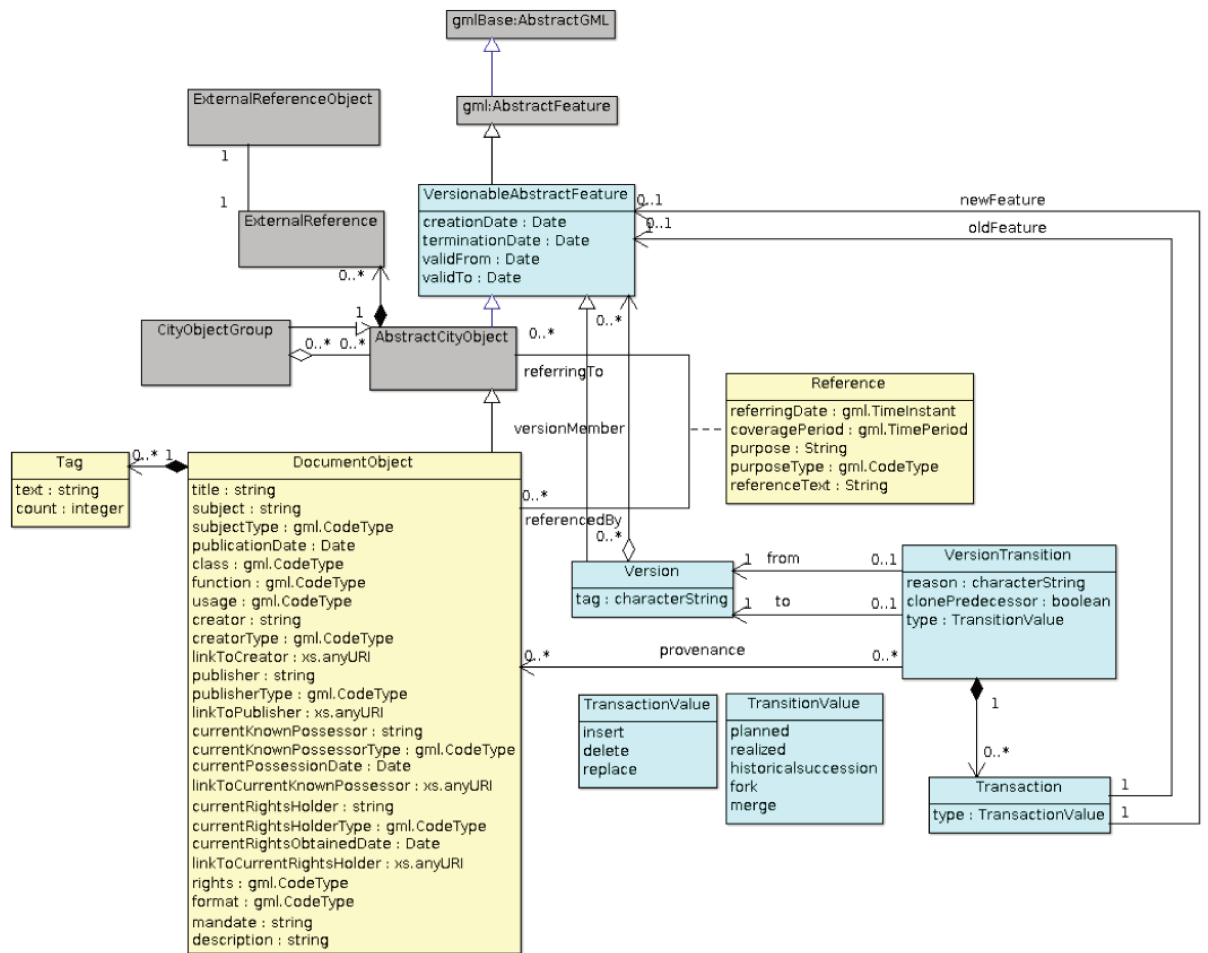 gmlBase:AbstractGML
gml:AbstractFeature
ExternalReferenceObject
1
1
ExternalReference
0..*
VersionableAbstractFeature
creationDate : Date
terminationDate : Date
validFrom : Date
validTo : Date
0..1
newFeature
0..1
1
oldFeature
CityObjectGroup
1
0..*
0..*
AbstractCityObject
0..*
0..*
referringTo
versionMember
Reference
referringDate : gml.TimeInstant
coveragePeriod : gml.TimePeriod
purpose : String
purposeType : gml.CodeType
referenceText : String
Tag
text : string
count : integer
0..*
1
DocumentObject
title : string
subject : string
subjectType : gml.CodeType
publicationDate : Date
class : gml.CodeType
function : gml.CodeType
usage : gml.CodeType
creator : string
creatorType : gml.CodeType
linkToCreator : xs.anyURI
publisher : string
publisherType : gml.CodeType
linkToPublisher : xs.anyURI
currentKnownPossessor : string
currentKnownPossessorType : gml.CodeType
currentPossessionDate : Date
linkToCurrentKnownPossessor : xs.anyURI
currentRightsHolder : string
currentRightsHolderType : gml.CodeType
currentRightsObtainedDate : Date
linkToCurrentRightsHolder : xs.anyURI
rights : gml.CodeType
format : gml.CodeType
mandate : string
description : string
0..*
referencedBy
0..*
Version
tag : characterString
1
from
0..1
1
to
0..1
VersionTransition
reason : characterString
clonePredecessor : boolean
type : TransitionValue
0..*
provenance
0..*
TransactionValue
insert
delete
replace
TransitionValue
planned
realized
historicalsuccession
fork
merge
1
0..*
Transaction
type : TransactionValue
1
1